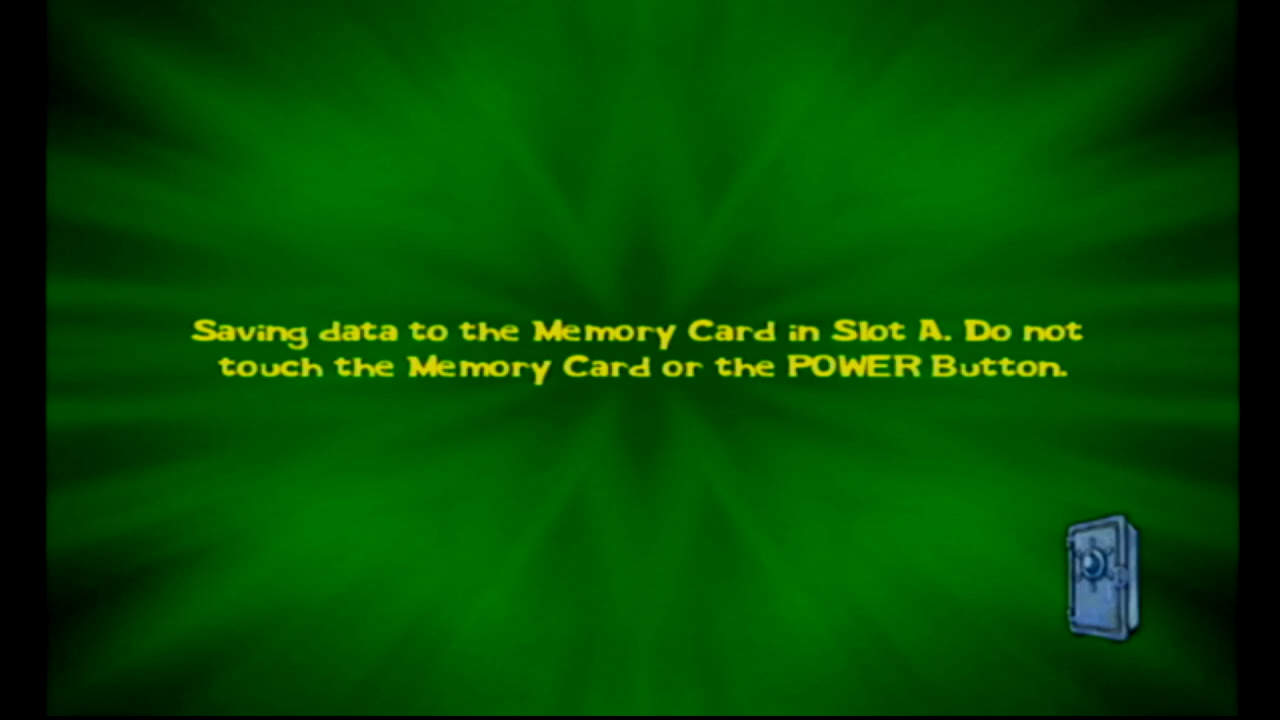 Saving data to the Memory Card in Slot A. Do not
touch the Memory Card or the POWER Button.